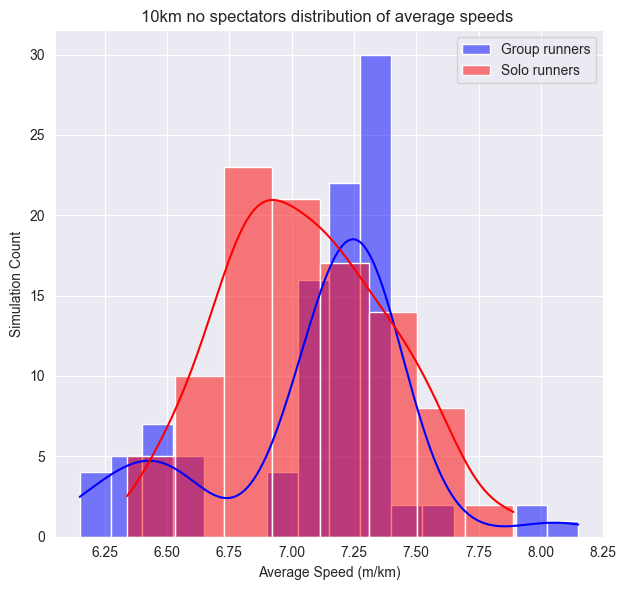 10km no spectators distribution of average speeds
Group runners
Solo runners
30
25
20
15
10
5
0
Simulation Count
6.25 6.50 6.75 7.00 7.25 7.50 7.75 8.00 8.25
Average Speed (m/km)